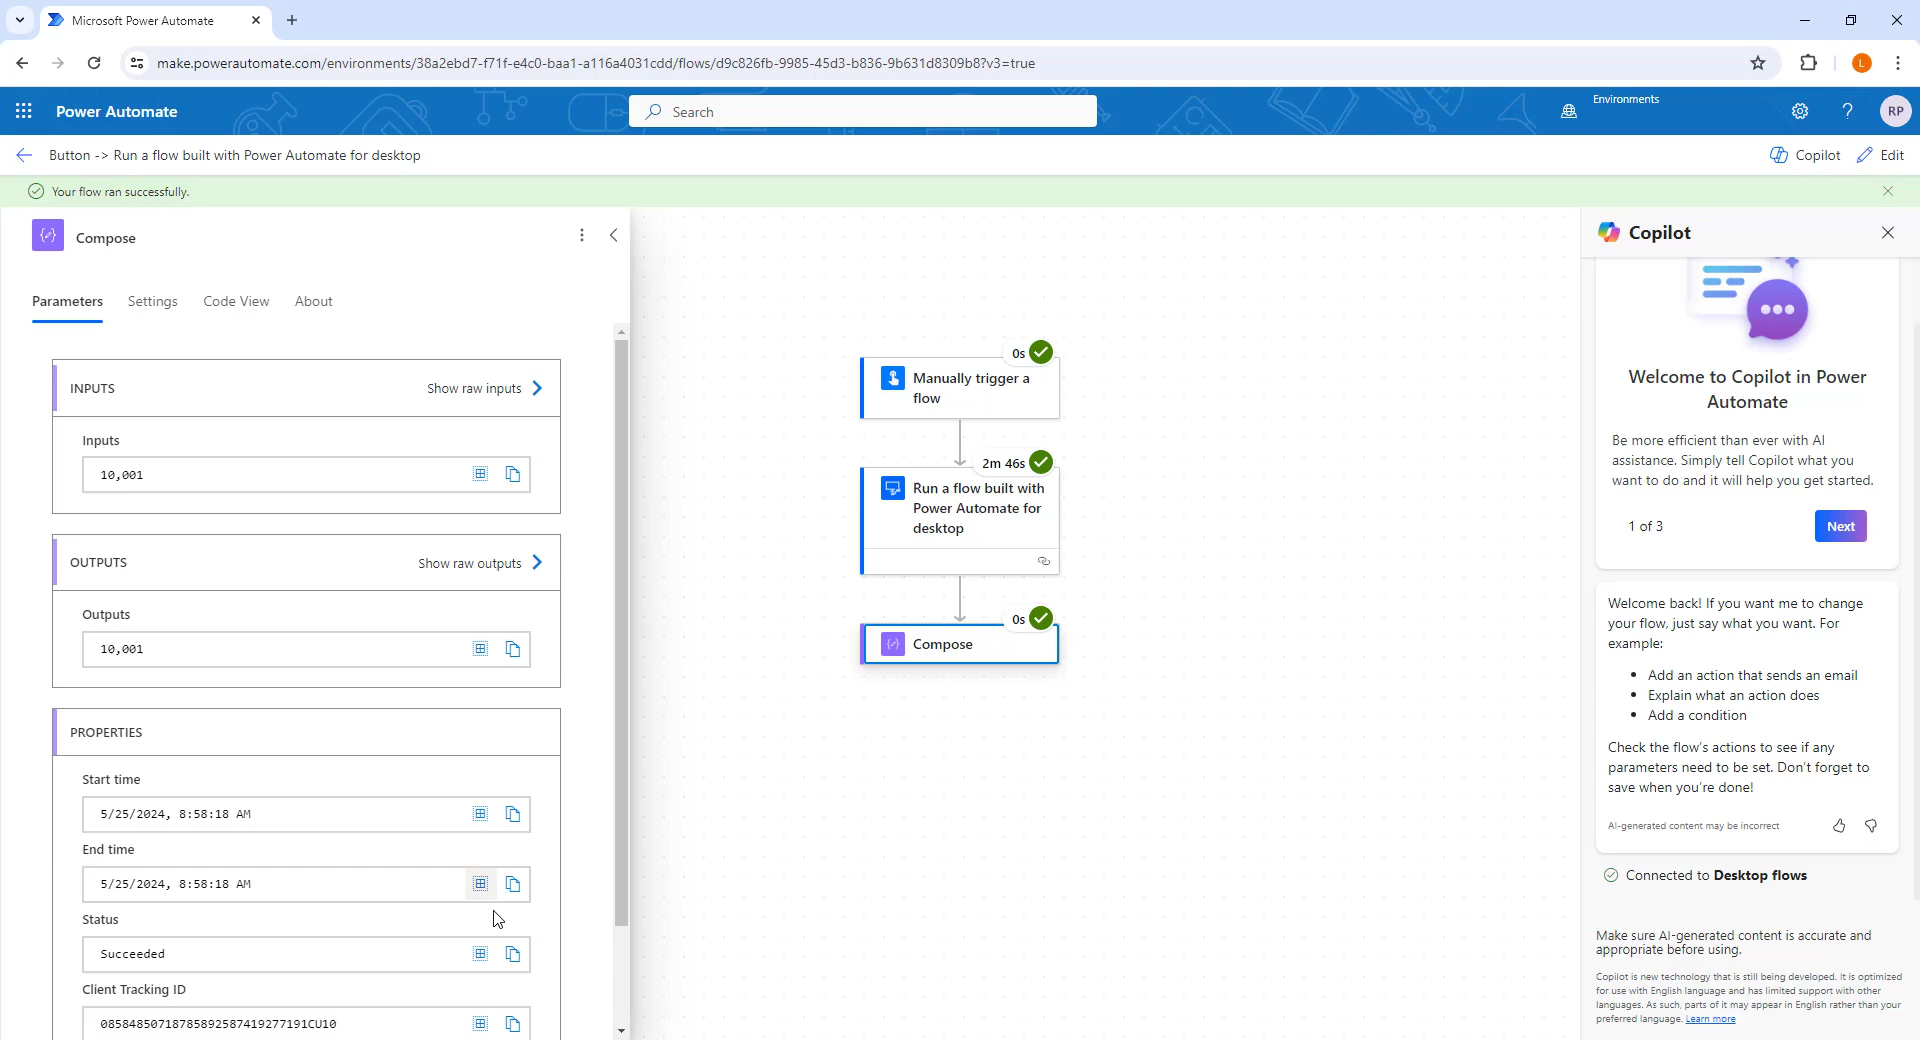 Microsoft Power Automate
make.powerautomate.com/environments/38a2ebd7-f71f-e4c0-baa1-a116a4031cdd/flows/d9c826fb-9985-45d3-b836-9b631d8309b8?v3=true
L
Power Automate
Search
Environments
RP
Button -> Run a flow built with Power Automate for desktop
Copilot
Edit
Your flow ran successfully.
Compose
Parameters
Settings
Code View
About
INPUTS
Show raw inputs
Inputs
10,001
OUTPUTS
Show raw outputs
Outputs
10,001
PROPERTIES
Start time
5/25/2024, 8:58:18 AM
End time
5/25/2024, 8:58:18 AM
Status
Succeeded
Client Tracking ID
08584850718785892587419277191CU10
0s
Manually trigger a
flow
2m 46s
Run a flow built with
Power Automate for
desktop
0s
Compose
Copilot
Welcome to Copilot in Power
Automate
Be more efficient than ever with AI
assistance. Simply tell Copilot what you
want to do and it will help you get started.
1 of 3
Next
Welcome back! If you want me to change
your flow, just say what you want. For
example:
• Add an action that sends an email
• Explain what an action does
• Add a condition
Check the flow's actions to see if any
parameters need to be set. Don't forget to
save when you're done!
AI-generated content may be incorrect
Connected to Desktop flows
Make sure AI-generated content is accurate and
appropriate before using.
Copilot is new technology that is still being developed. It is optimized
for use with English language and has limited support with other
languages. As such, parts of it may appear in English rather than your
preferred language. Learn more